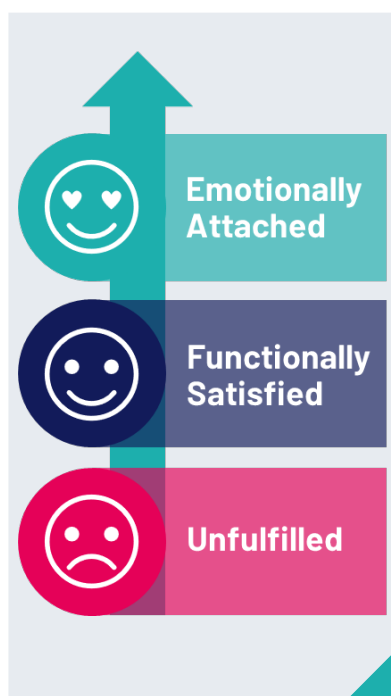 Emotionally
Attached
Functionally
Satisfied
Unfulfilled